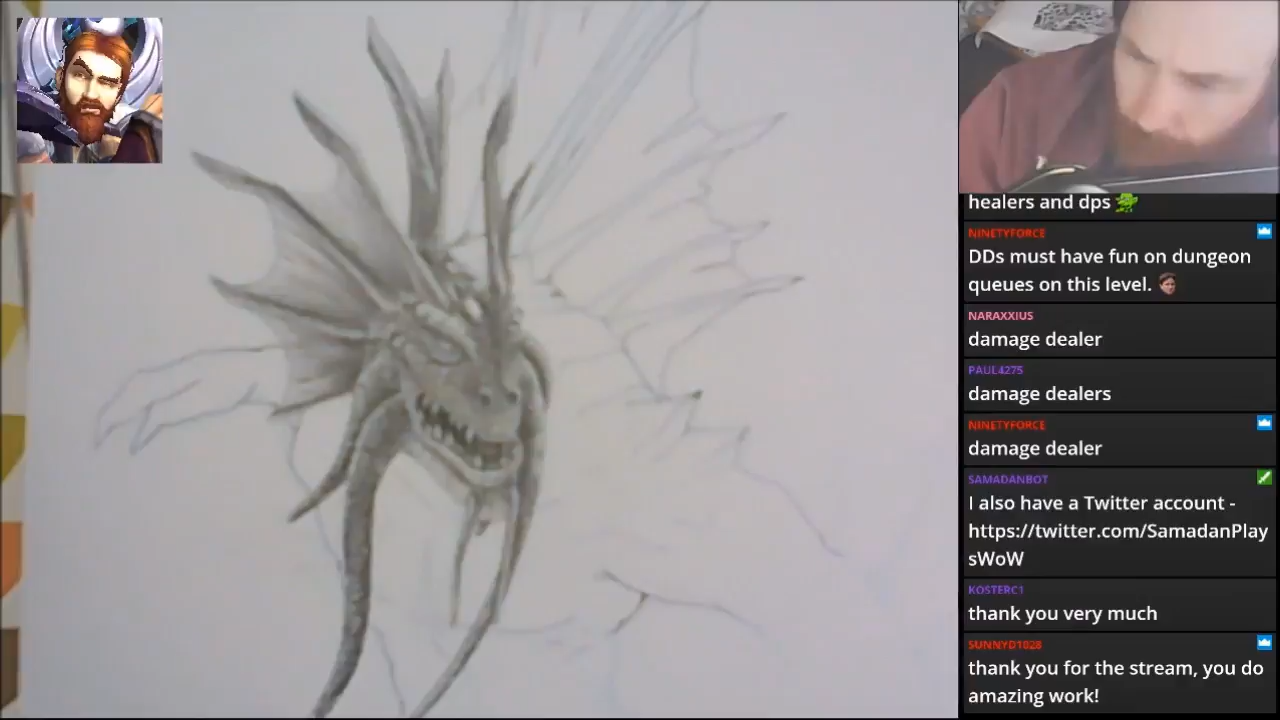 healers and dps
NINETYFORCE
DDs must have fun on dungeon
queues on this level.
NARAXXIUS
damage dealer
PAUL4275
damage dealers
NINETYFORCE
damage dealer
SAMADANBOT
I also have a Twitter account -
https://twitter.com/SamadanPlay
sWoW
KOSTERC1
thank you very much
SUNNYD1828
thank you for the stream, you do
amazing work!